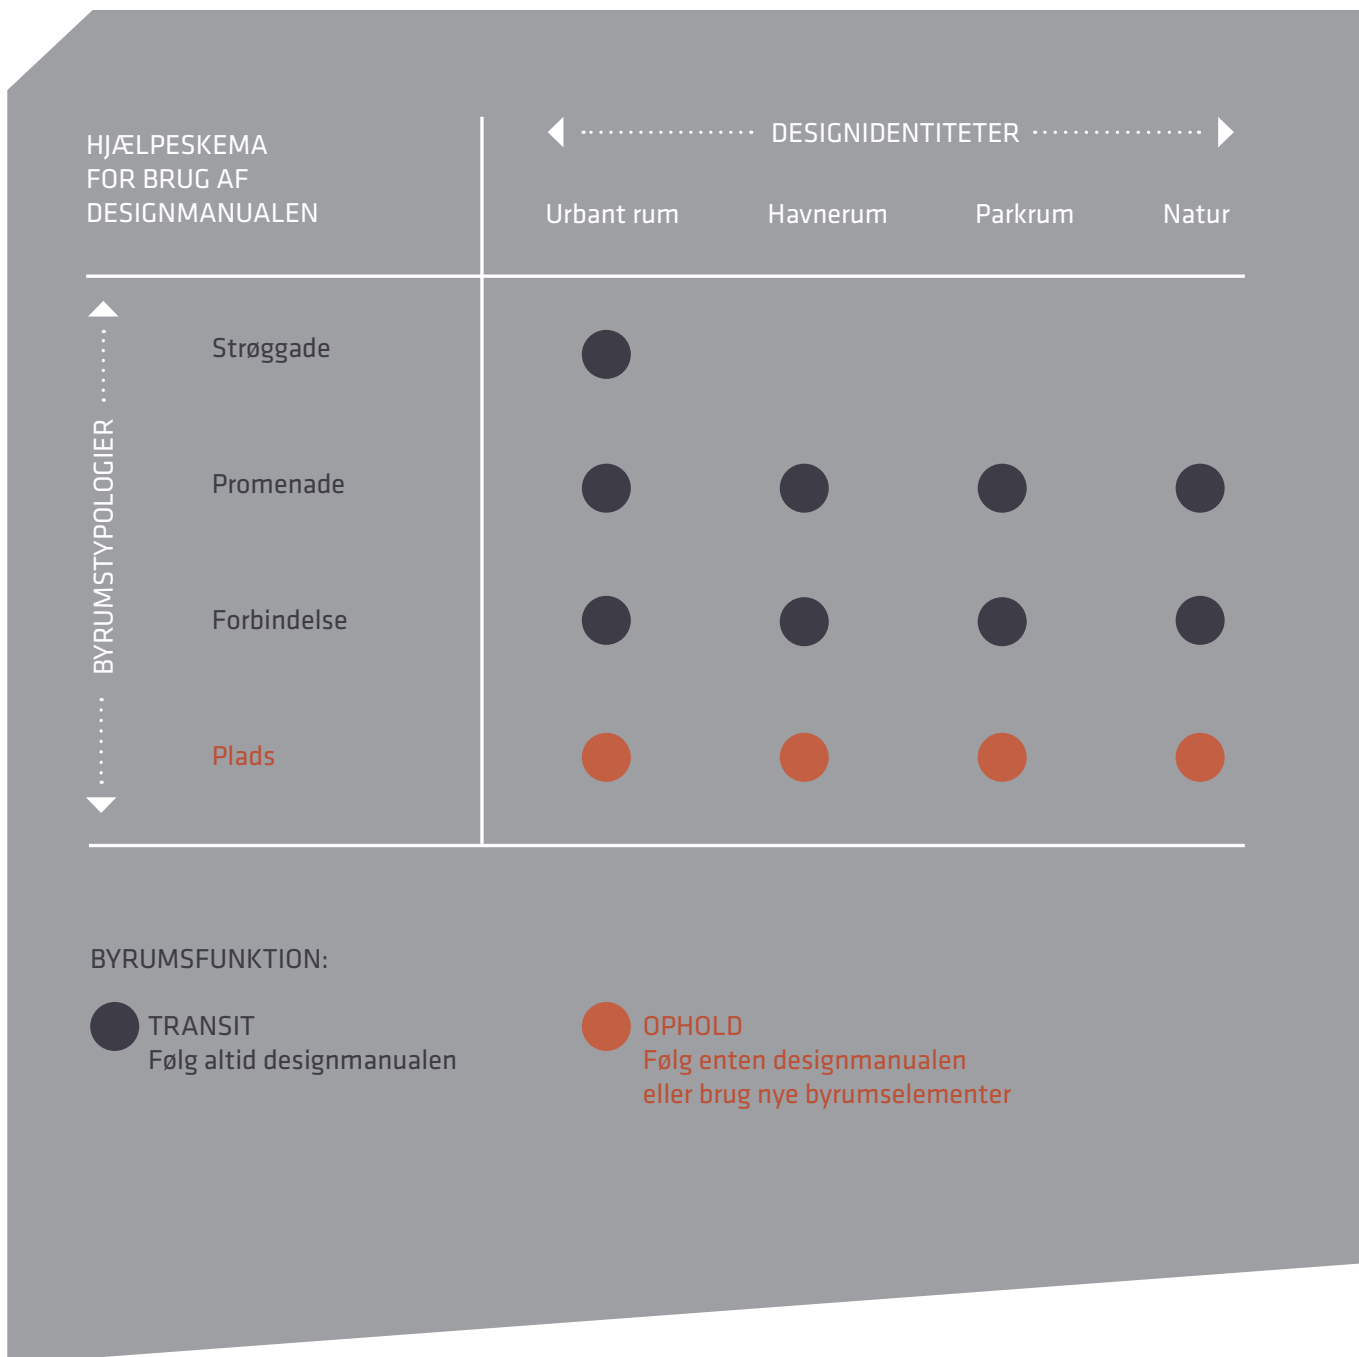 HJÆLPESKEMA
FOR BRUG AF
DESIGNMANUALEN
DESIGNIDENTITETER
Urbant rum Havnerum Parkrum Natur
BYRUMSTYPOLOGIER
Strøggade
Promenade
Forbindelse
Plads
BYRUMSFUNKTION:
TRANSIT
Følg altid designmanualen
OPHOLD
Følg enten designmanualen
eller brug nye byrumselementer